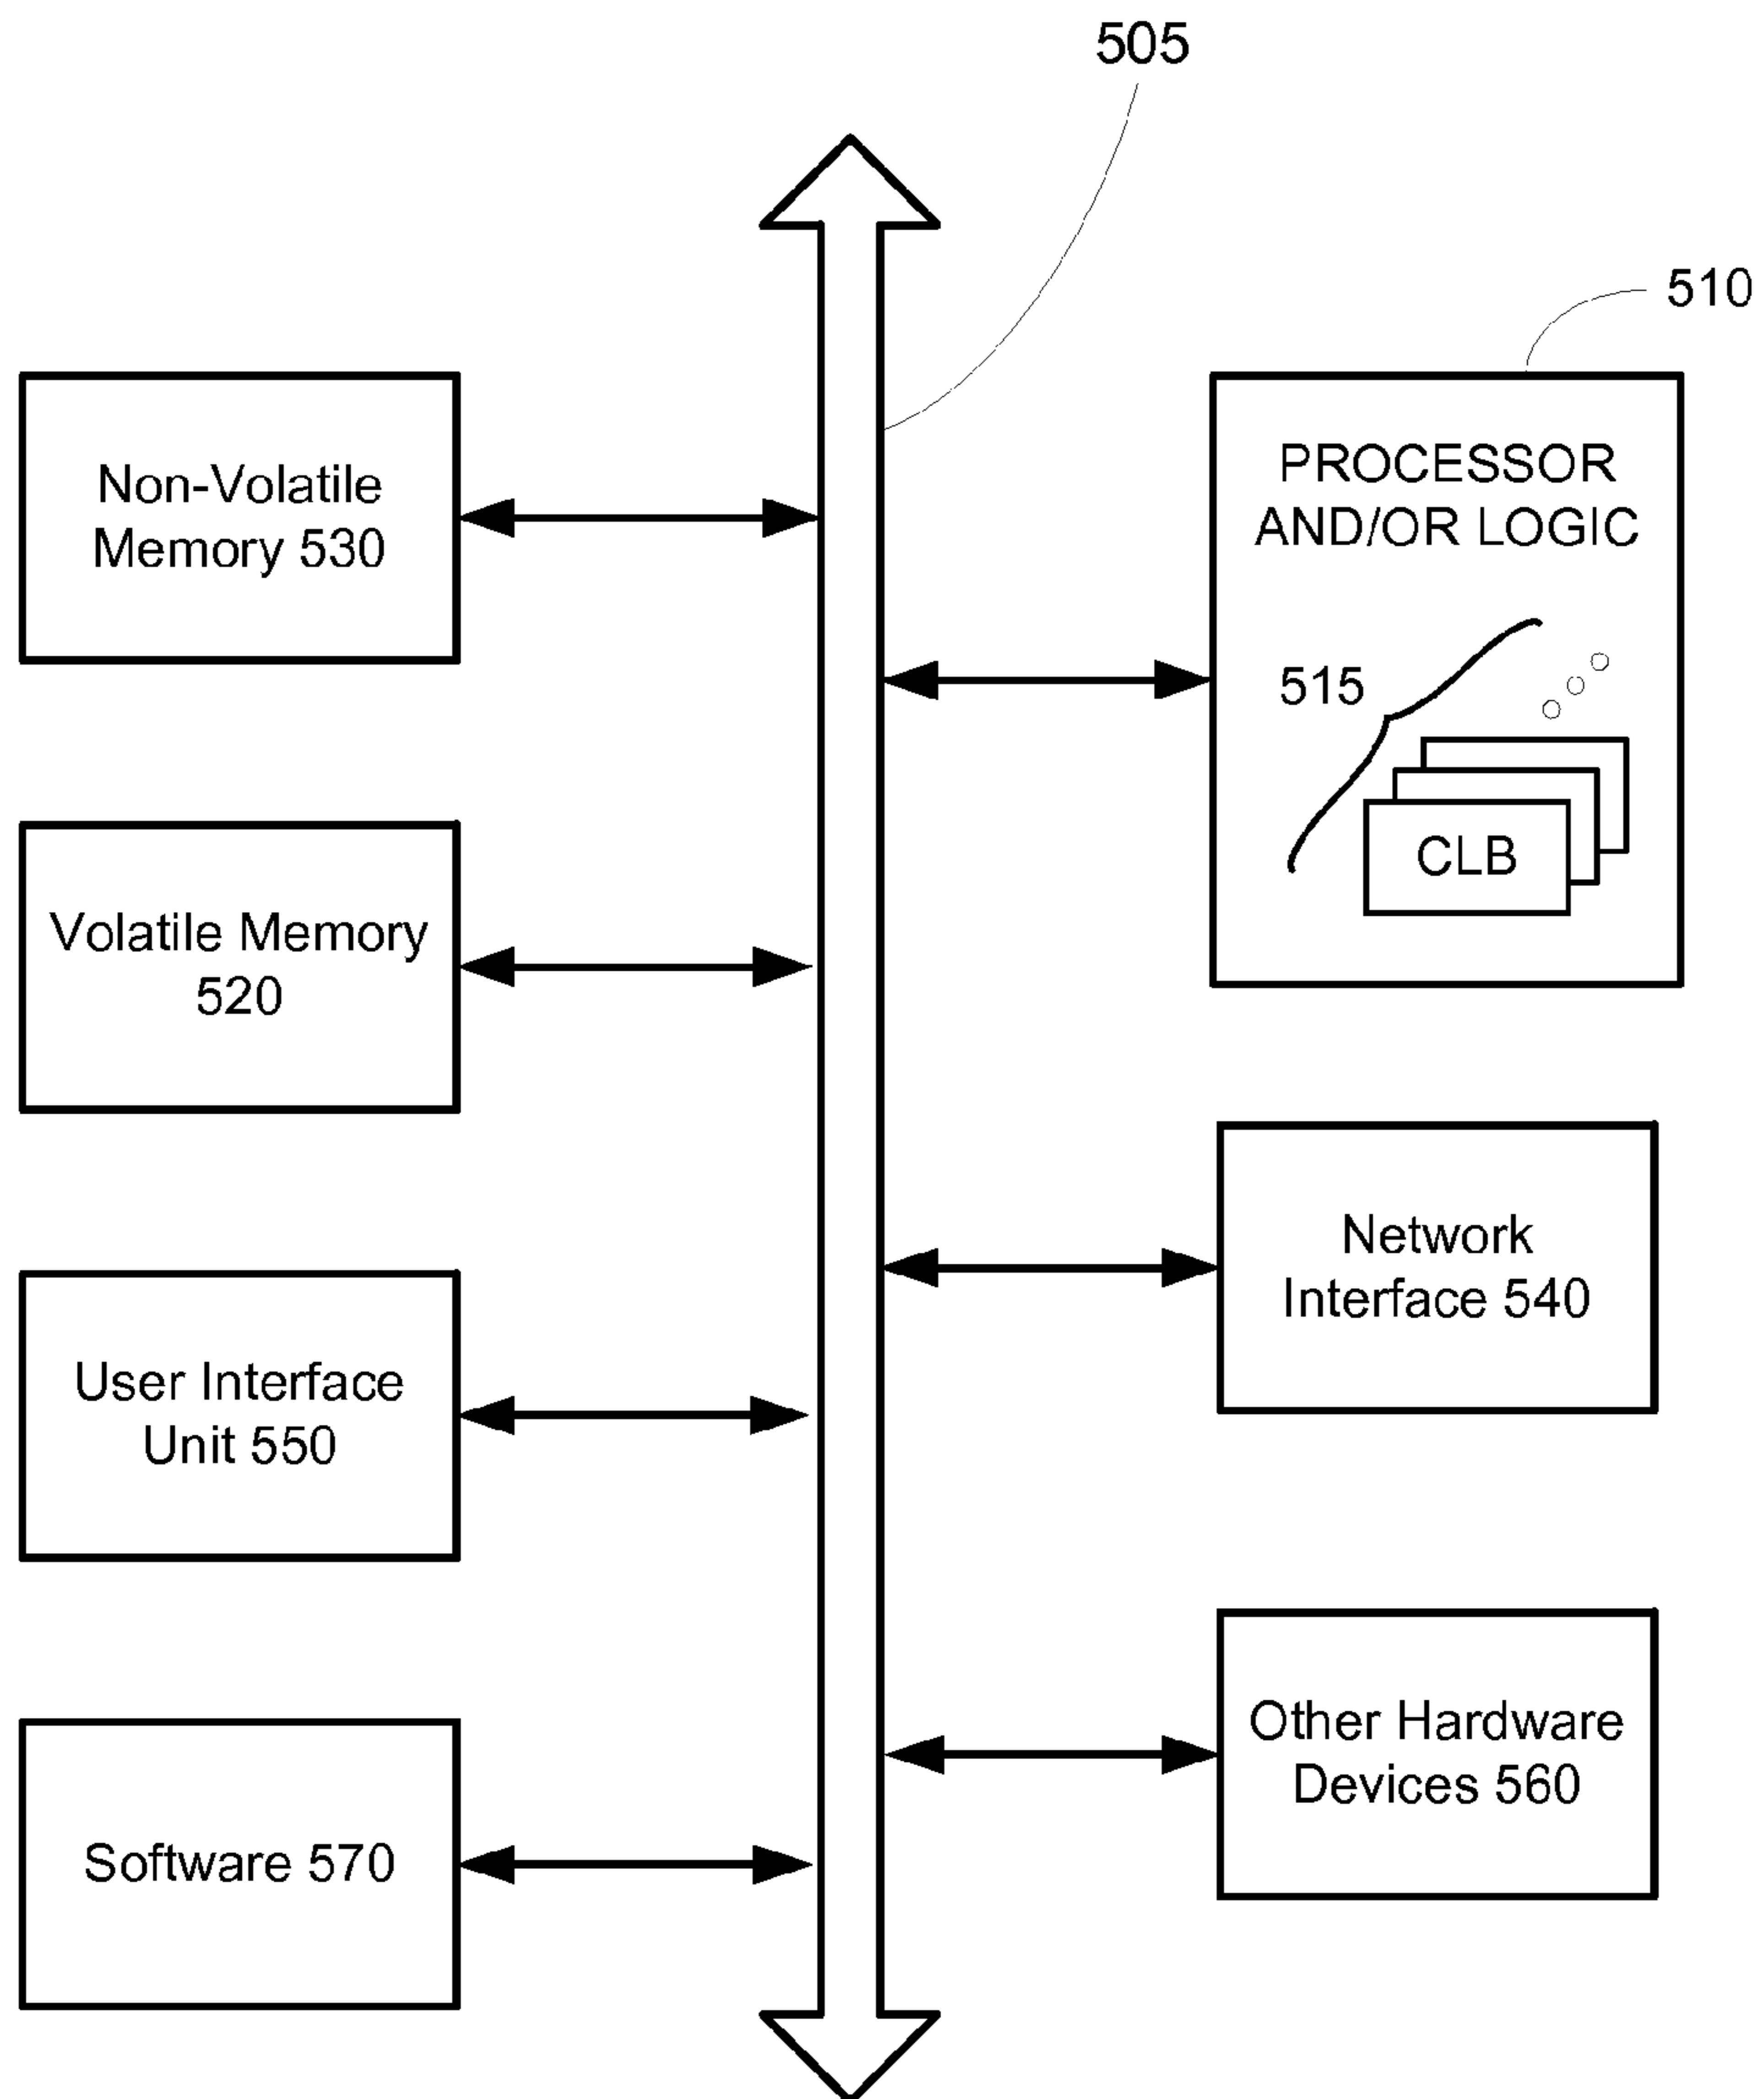 505
510
Non-Volatile
Memory 530
PROCESSOR
AND/OR LOGIC
515
CLB
Volatile Memory
520
Network
Interface 540
User Interface
Unit 550
Other Hardware
Devices 560
Software 570